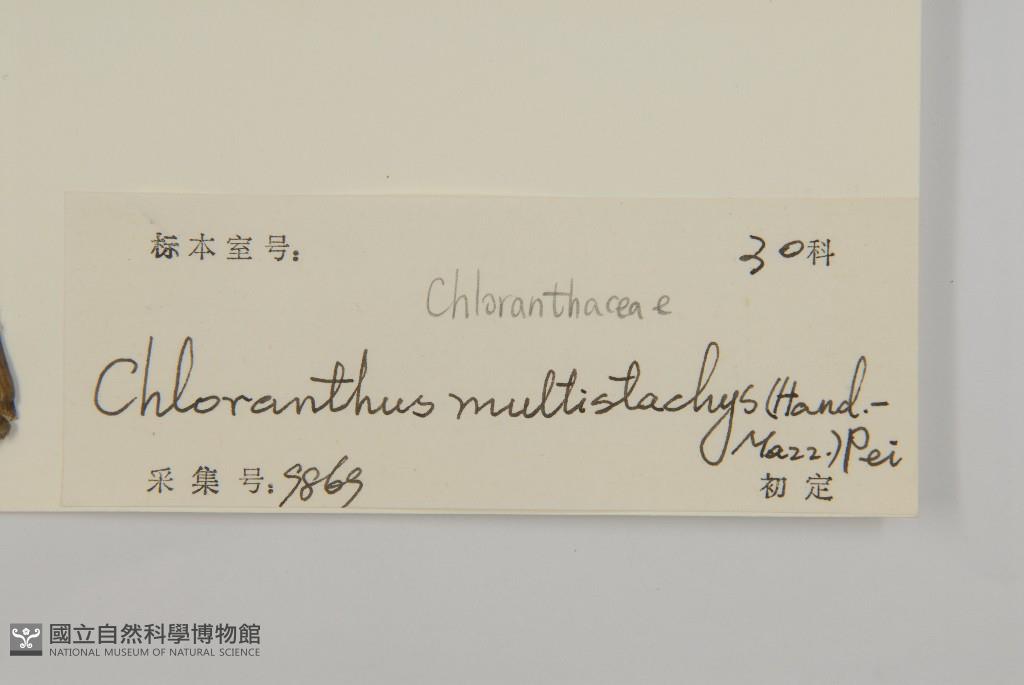 标本室号: 30科
Chloranthaceae
Chloranthus multistachys (Hand.-
Mazz.) Pei
采集号: 9869 初定
國立自然科學博物館
NATIONAL MUSEUM OF NATURAL SCIENCE